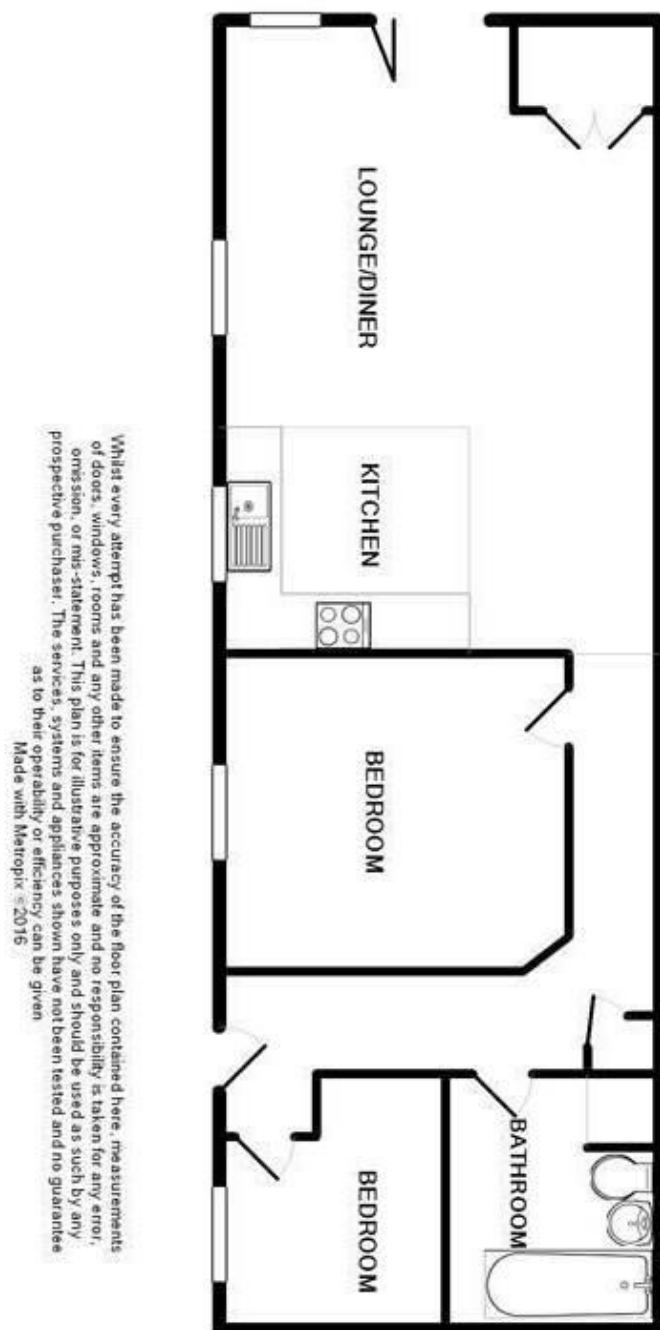 LOUNGE/DINER
KITCHEN
BEDROOM
BATHROOM
BEDROOM
Whilst every attempt has been made to ensure the accuracy of the floor plan contained here, measurements
of doors, windows, rooms and any other items are approximate and no responsibility is taken for any error,
omission, or mis-statement. This plan is for illustrative purposes only and should be used as such by any
prospective purchaser. The services, systems and appliances shown have not been tested and no guarantee
as to their operability or efficiency can be given
Made with Metropix ©2016